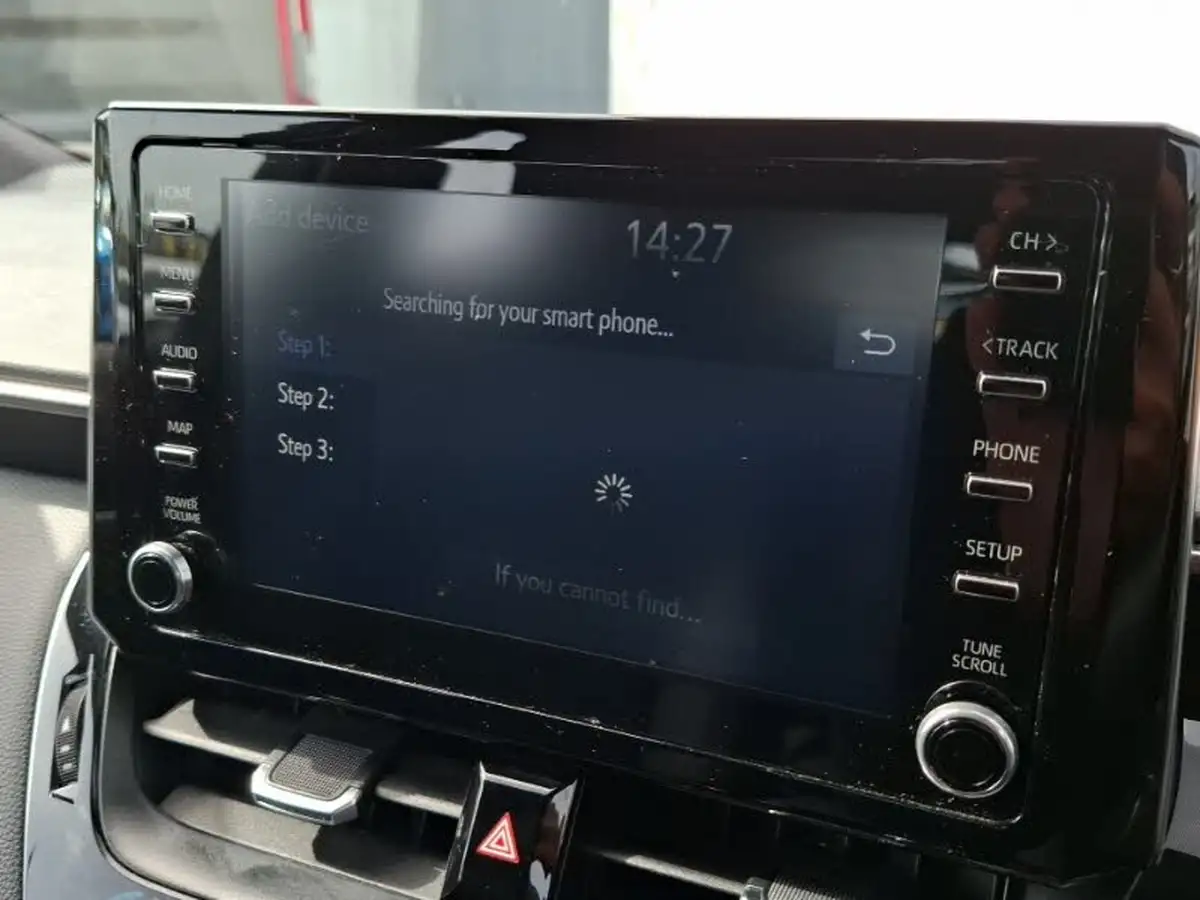 HOME
MENU
AUDIO
MAP
POWER
VOLUME
Add device
14:27
Searching for your smart phone...
Step 1:
Step 2:
Step 3:
If you cannot find...
CH>
<TRACK
PHONE
SETUP
TUNE
SCROLL